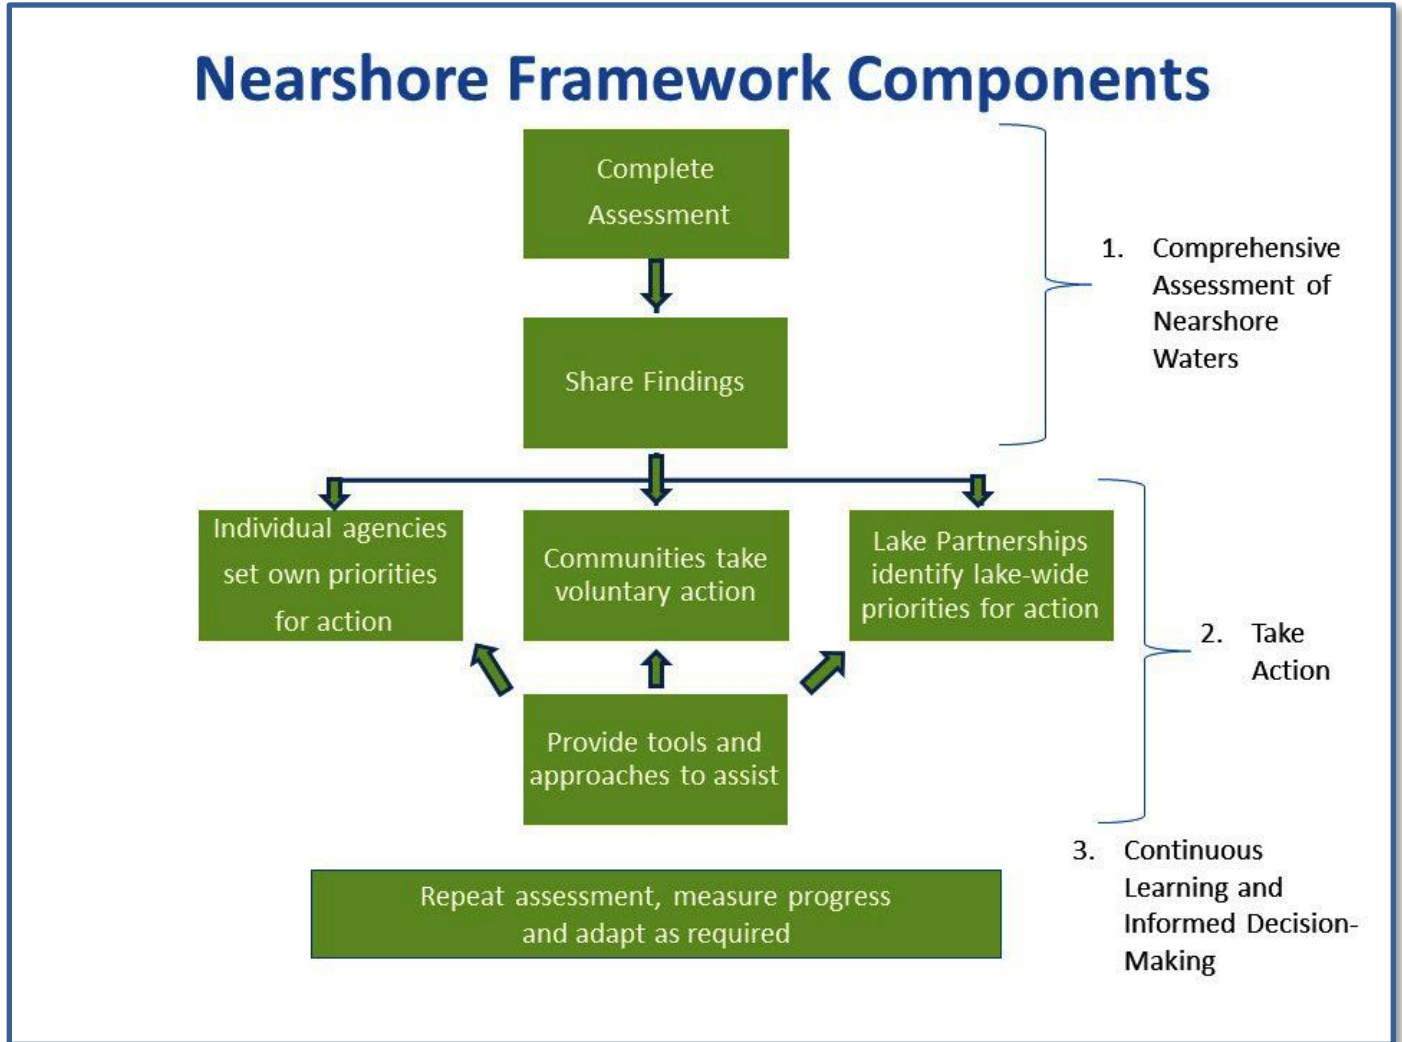 Nearshore Framework Components
Complete
Assessment
1. Comprehensive
Assessment of
Nearshore
Waters
Share Findings
Individual agencies
set own priorities
for action
Communities take
voluntary action
Lake Partnerships
identify lake-wide
priorities for action
2. Take
Action
Provide tools and
approaches to assist
3. Continuous
Learning and
Informed Decision-
Making
Repeat assessment, measure progress
and adapt as required